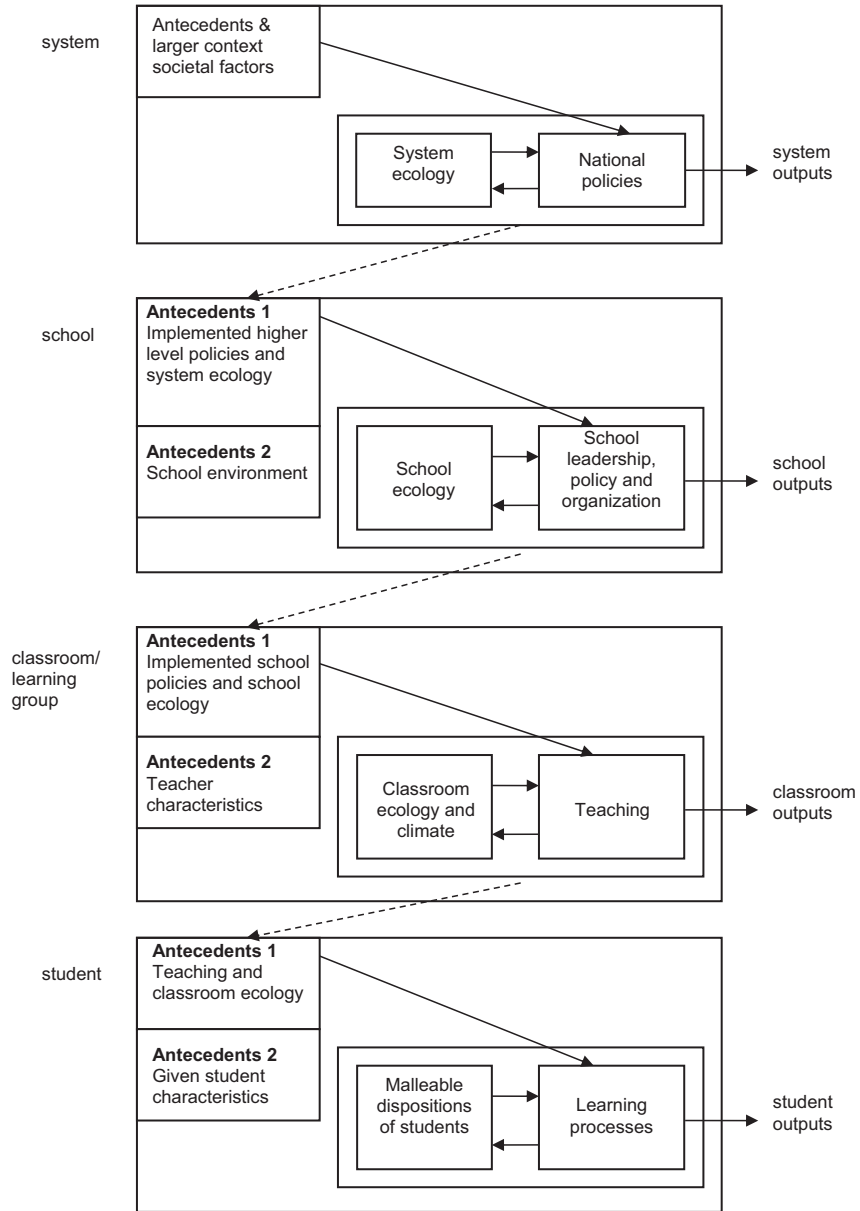 system
Antecedents &
larger context
societal factors
System
ecology
National
policies
system
outputs
school
Antecedents 1
Implemented higher
level policies and
system ecology
Antecedents 2
School environment
School
ecology
School
leadership,
policy and
organization
school
outputs
classroom/
learning
group
Antecedents 1
Implemented school
policies and school
ecology
Antecedents 2
Teacher
characteristics
Classroom
ecology and
climate
Teaching
classroom
outputs
student
Antecedents 1
Teaching and
classroom ecology
Antecedents 2
Given student
characteristics
Malleable
dispositions
of students
Learning
processes
student
outputs